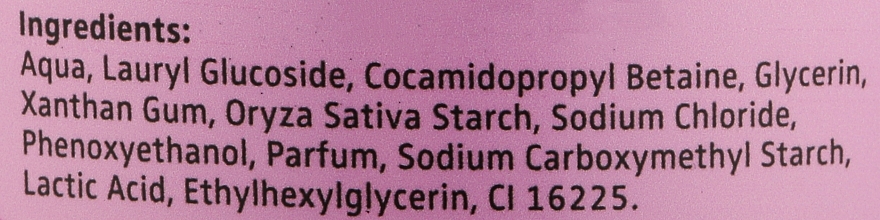 Ingredients:
Aqua, Lauryl Glucoside, Cocamidopropyl Betaine, Glycerin,
Xanthan Gum, Oryza Sativa Starch, Sodium Chloride,
Phenoxyethanol, Parfum, Sodium Carboxymethyl Starch,
Lactic Acid, Ethylhexylglycerin, CI 16225.